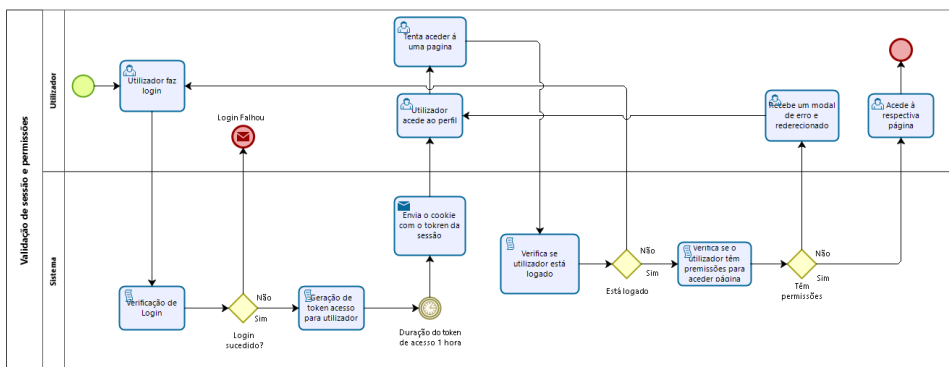 Validação de sessão e permissões
Utilizador
Utilizador faz
login
Login Falhou
Tenta aceder á
uma pagina
Utilizador
acede ao perfil
Recebe um modal
de erro e
rederecionado
Acede à
respectiva
página
Sistema
Verificação de
Login
Não
Sim
Login
sucedido?
Geração de
token acesso
para utilizador
Duração do token
de acesso 1 hora
Envia o cookie
com o tokren da
sessão
Verifica se
utilizador está
logado
Não
Sim
Está logado
Verifica se o
utilizador têm
premissões para
aceder página
Não
Sim
Têm
permissões